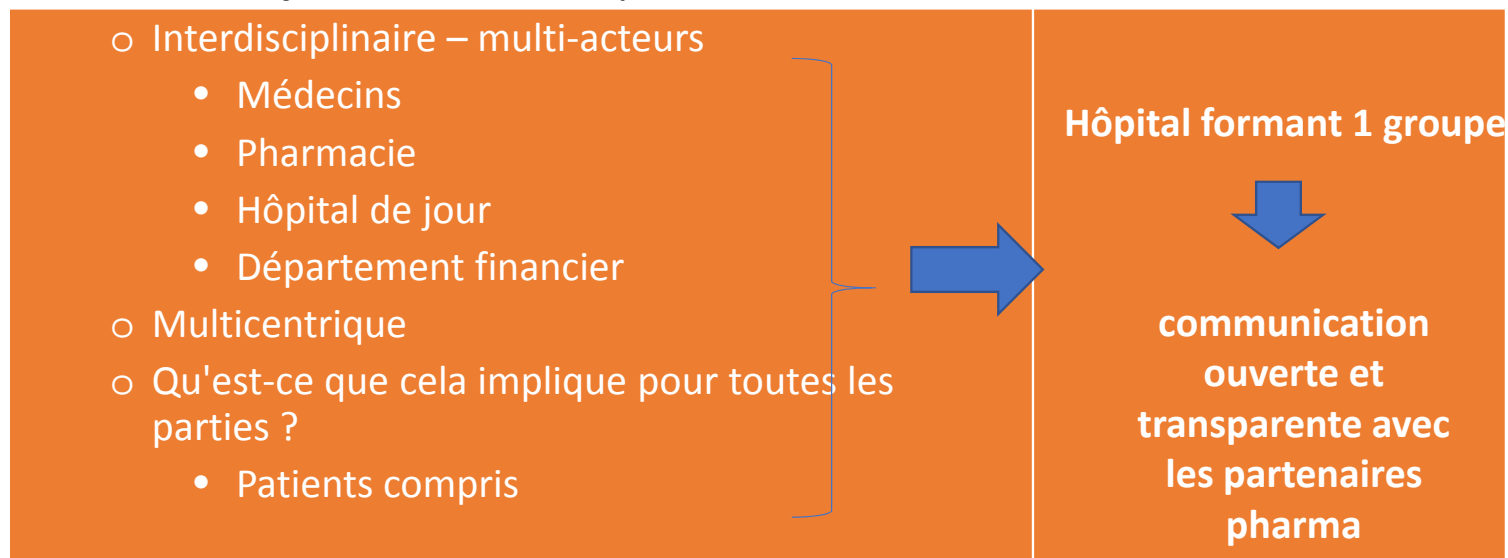 o Interdisciplinaire – multi-acteurs
• Médecins
• Pharmacie
• Hôpital de jour
• Département financier
o Multicentrique
o Qu'est-ce que cela implique pour toutes les
parties ?
• Patients compris
Hôpital formant 1 groupe
communication
ouverte et
transparente avec
les partenaires
pharma